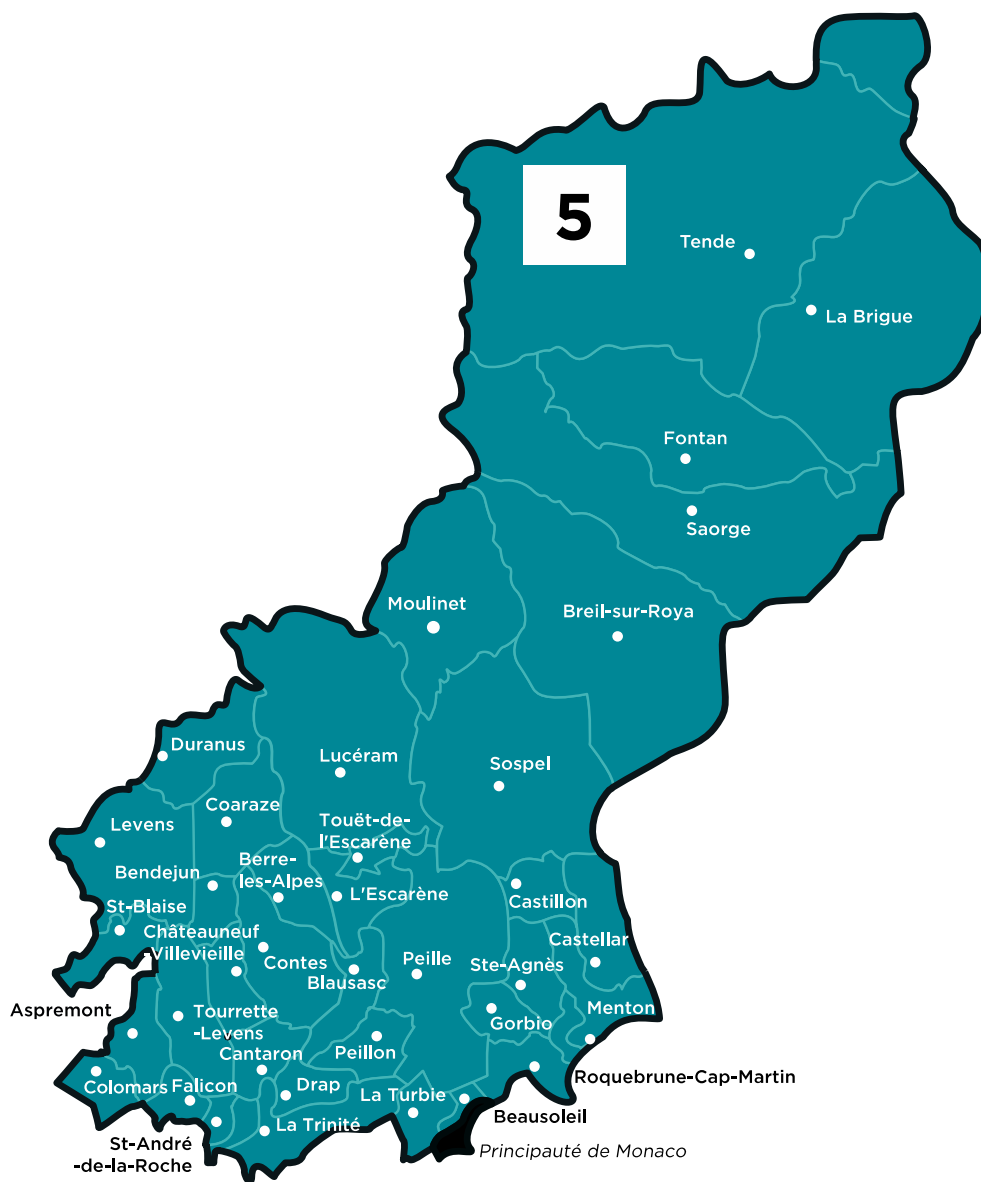 5
Tende
La Brigue
Fontan
Saorge
Moulinet
Breil-sur-Roya
Duranus
Lucéram
Sospel
Coaraze
Levens
Touët-de-
l'Escarène
Bendejun
Berre-
les-Alpes
L'Escarène
Castillon
St-Blaise
Châteauneuf
-Villevieille
Contes
Blausasc
Peille
Ste-Agnès
Castellar
Aspremont
Tourrette
-Levens
Gorbio
Menton
Cantaron
Peillon
Colomars
Falicon
Drap
La Turbie
Roquebrune-Cap-Martin
Beausoleil
La Trinité
St-André
-de-la-Roche
Principauté de Monaco